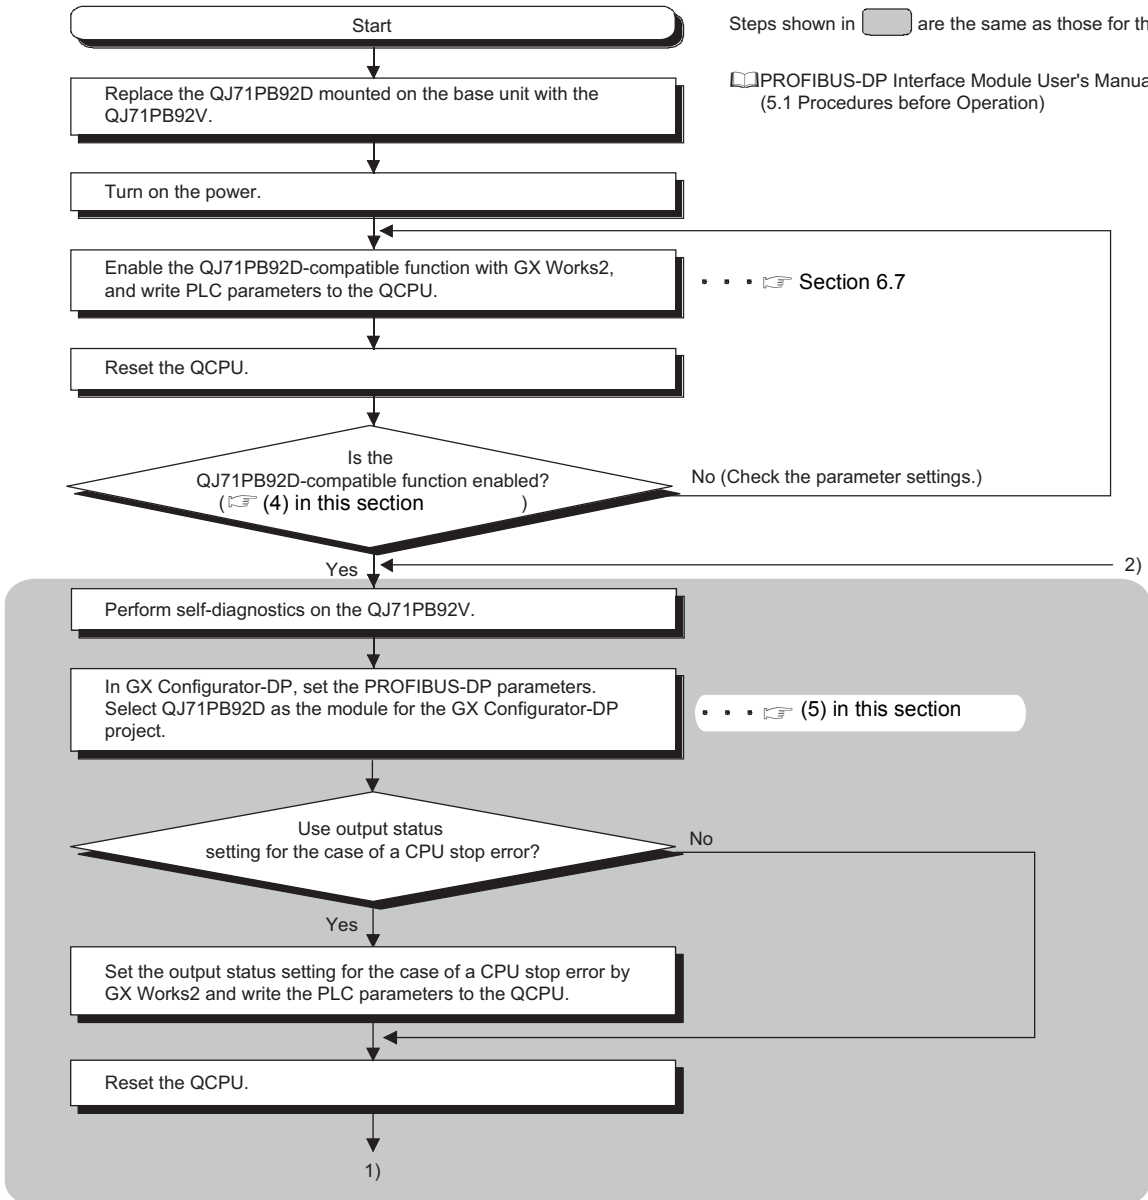 Start
Steps shown in are the same as those for th
Replace the QJ71PB92D mounted on the base unit with the
QJ71PB92V.
PROFIBUS-DP Interface Module User's Manua
(5.1 Procedures before Operation)
Turn on the power.
Enable the QJ71PB92D-compatible function with GX Works2,
and write PLC parameters to the QCPU.
Section 6.7
Reset the QCPU.
Is the
QJ71PB92D-compatible function enabled?
( (4) in this section )
No (Check the parameter settings.)
Yes
2)
Perform self-diagnostics on the QJ71PB92V.
In GX Configurator-DP, set the PROFIBUS-DP parameters.
Select QJ71PB92D as the module for the GX Configurator-DP
project.
(5) in this section
Use output status
setting for the case of a CPU stop error?
No
Yes
Set the output status setting for the case of a CPU stop error by
GX Works2 and write the PLC parameters to the QCPU.
Reset the QCPU.
1)